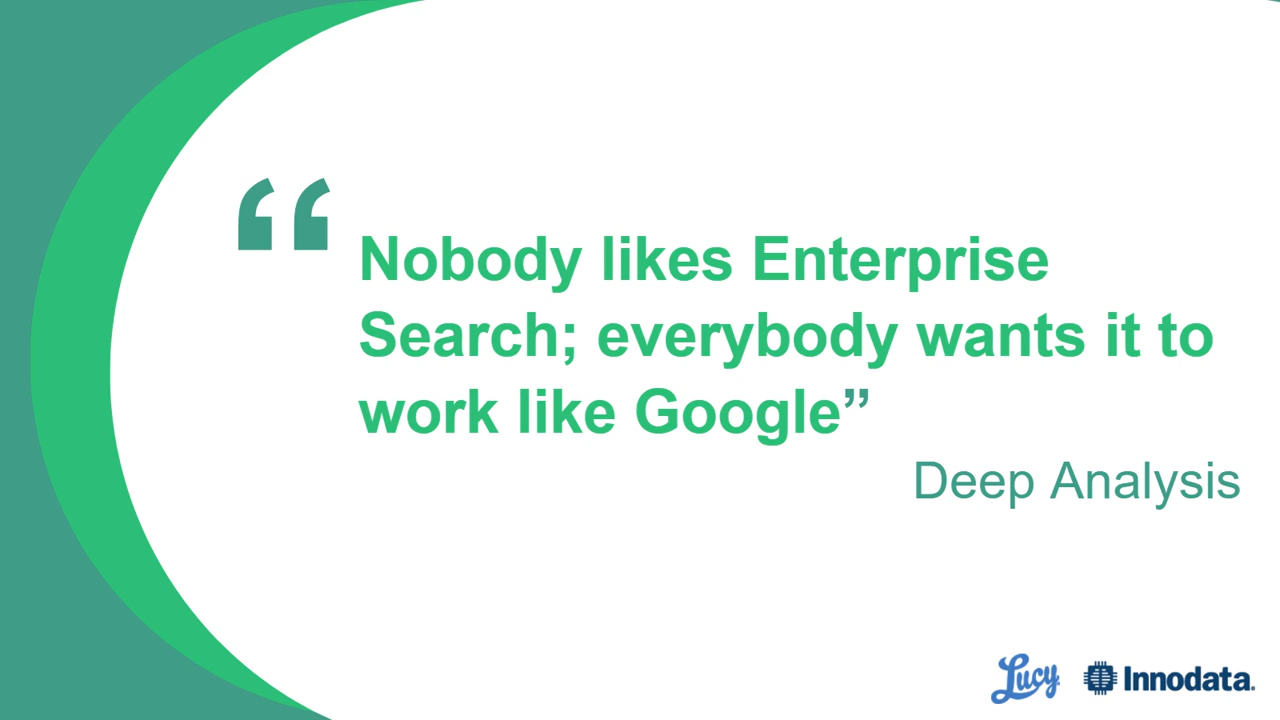 “
Nobody likes Enterprise
Search; everybody wants it to
work like Google”
Deep Analysis
Lucy
Innodata.